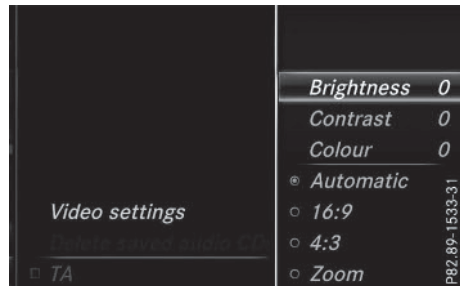 Brightness 0
Contrast 0
Colour 0
Automatic
16:9
4:3
Zoom
Video settings
Delete saved audio CDs
TA
P82.89-1533-31